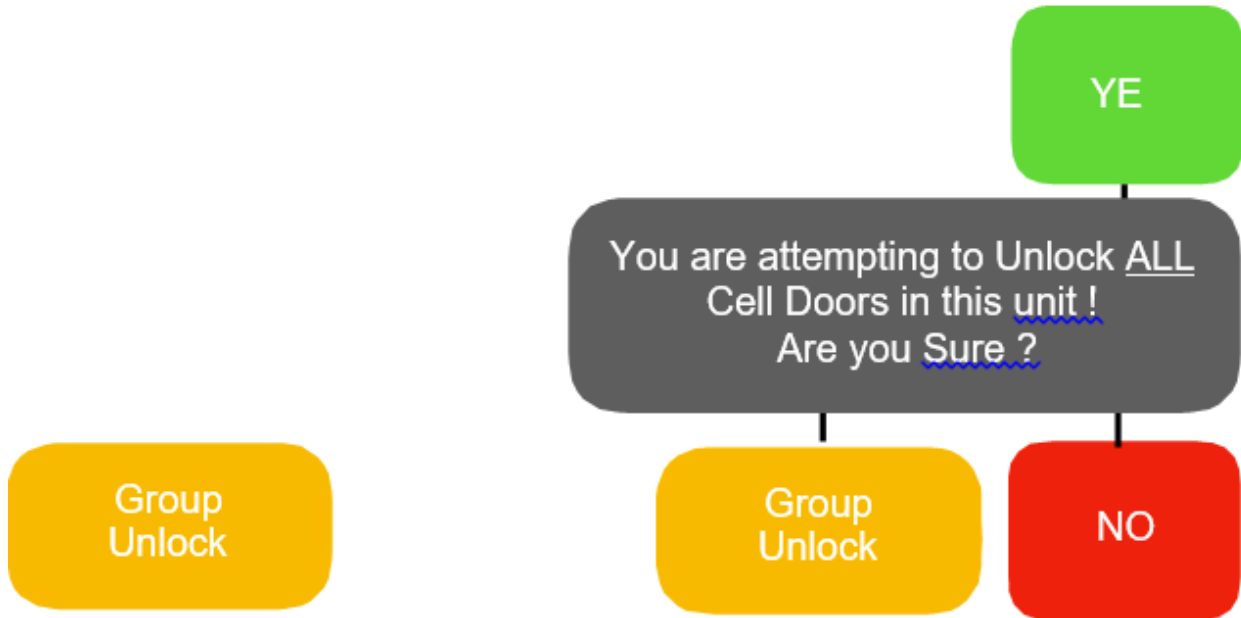 YE
You are attempting to Unlock ALL
Cell Doors in this unit !
Are you Sure ?
Group
Unlock
Group
Unlock
NO